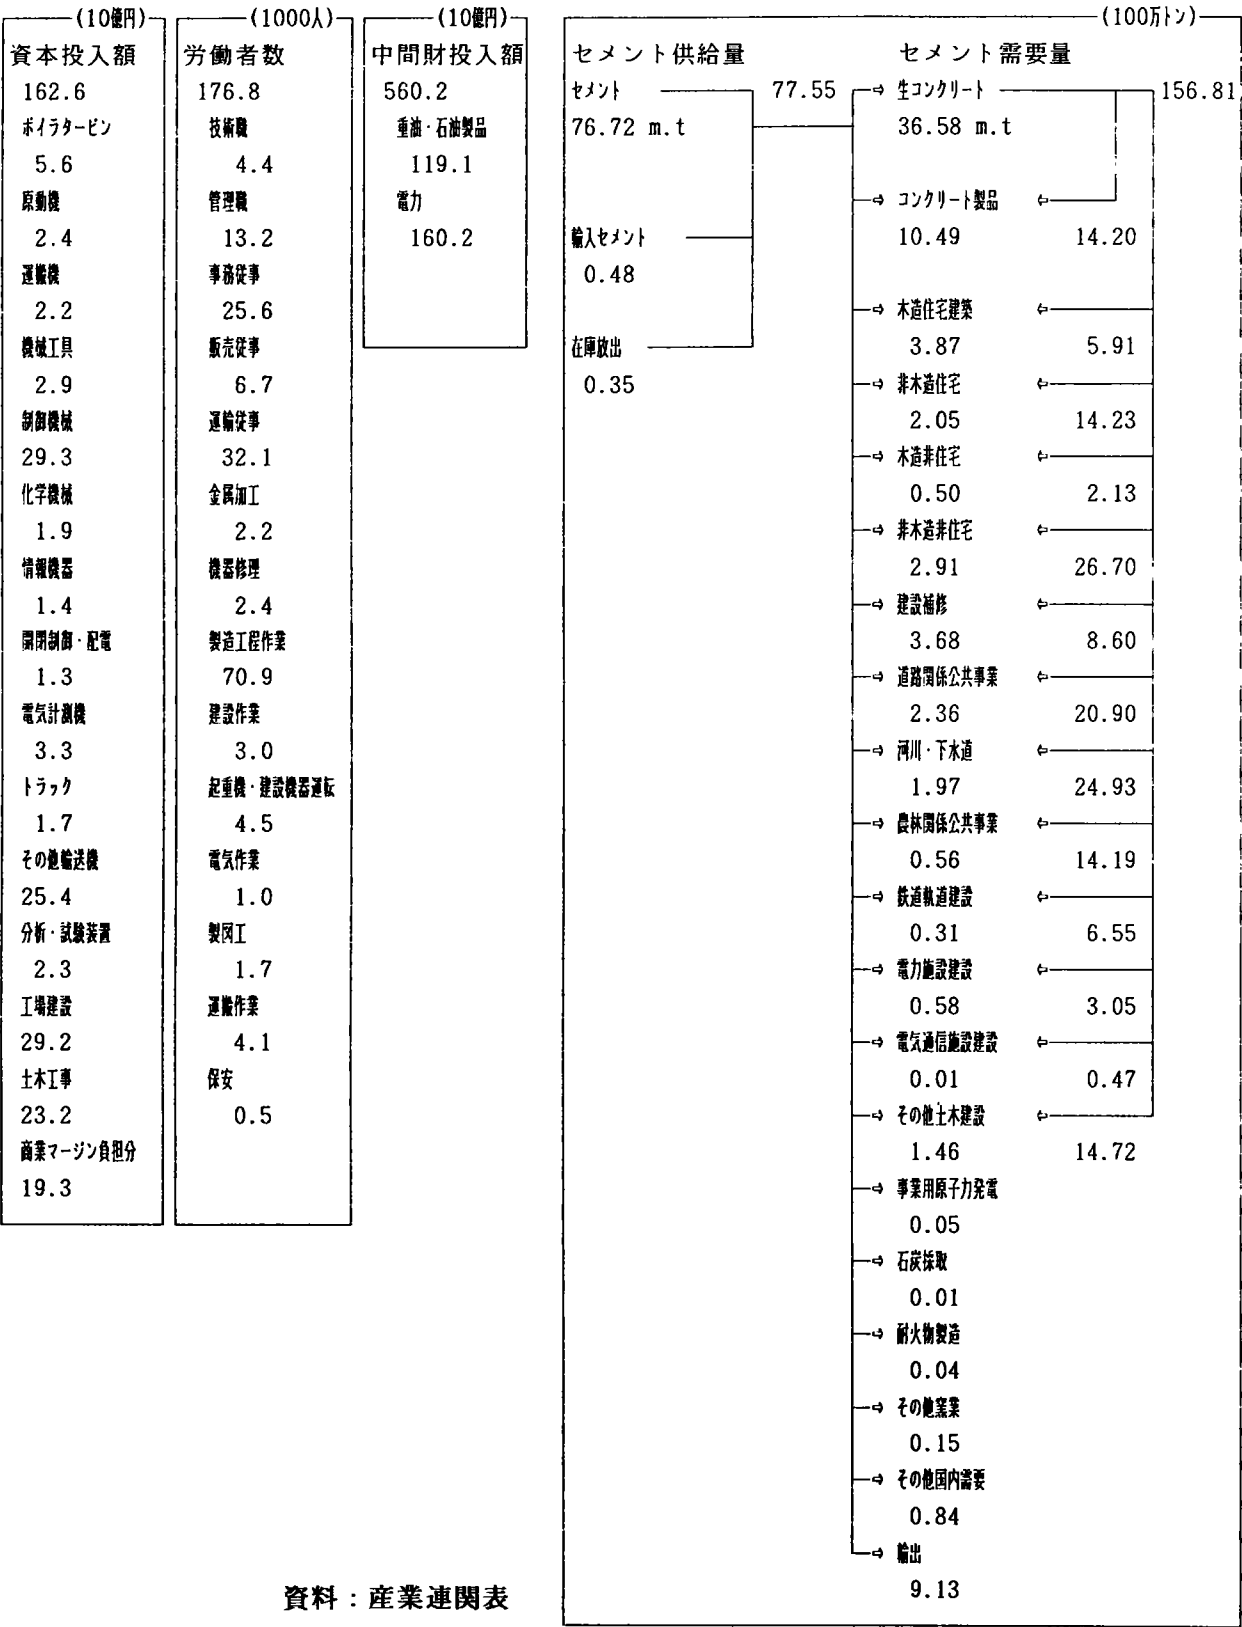 (10億円)
資本投入額
162.6
ボイラタービン
5.6
原動機
2.4
運搬機
2.2
機械工具
2.9
制御機械
29.3
化学機械
1.9
情報機器
1.4
開閉制御・配電
1.3
電気計測機
3.3
トラック
1.7
その他輸送機
25.4
分析・試験装置
2.3
工場建設
29.2
土木工事
23.2
商業マージン負担分
19.3
(1000人)
労働者数
176.8
技術職
4.4
管理職
13.2
事務従事
25.6
販売従事
6.7
運輸従事
32.1
金属加工
2.2
機器修理
2.4
製造工程作業
70.9
建設作業
3.0
起重機・建設機器運転
4.5
電気作業
1.0
製図工
1.7
運搬作業
4.1
保安
0.5
(10億円)
中間財投入額
560.2
重油・石油製品
119.1
電力
160.2
(100万トン)
セメント供給量
セメント 77.55
76.72 m.t
輸入セメント
0.48
在庫放出
0.35
セメント需要量
⇨ 生コンクリート 156.81
36.58 m.t
⇨ コンクリート製品 ⇦
10.49 14.20
⇨ 木造住宅建築 ⇦
3.87 5.91
⇨ 非木造住宅 ⇦
2.05 14.23
⇨ 木造非住宅 ⇦
0.50 2.13
⇨ 非木造非住宅 ⇦
2.91 26.70
⇨ 建設補修 ⇦
3.68 8.60
⇨ 道路関係公共事業 ⇦
2.36 20.90
⇨ 河川・下水道 ⇦
1.97 24.93
⇨ 農林関係公共事業 ⇦
0.56 14.19
⇨ 鉄道軌道建設 ⇦
0.31 6.55
⇨ 電力施設建設 ⇦
0.58 3.05
⇨ 電気通信施設建設 ⇦
0.01 0.47
⇨ その他土木建設 ⇦
1.46 14.72
⇨ 事業用原子力発電
0.05
⇨ 石炭採取
0.01
⇨ 耐火物製造
0.04
⇨ その他窯業
0.15
⇨ その他国内需要
0.84
⇨ 輸出
9.13
資料：産業連関表